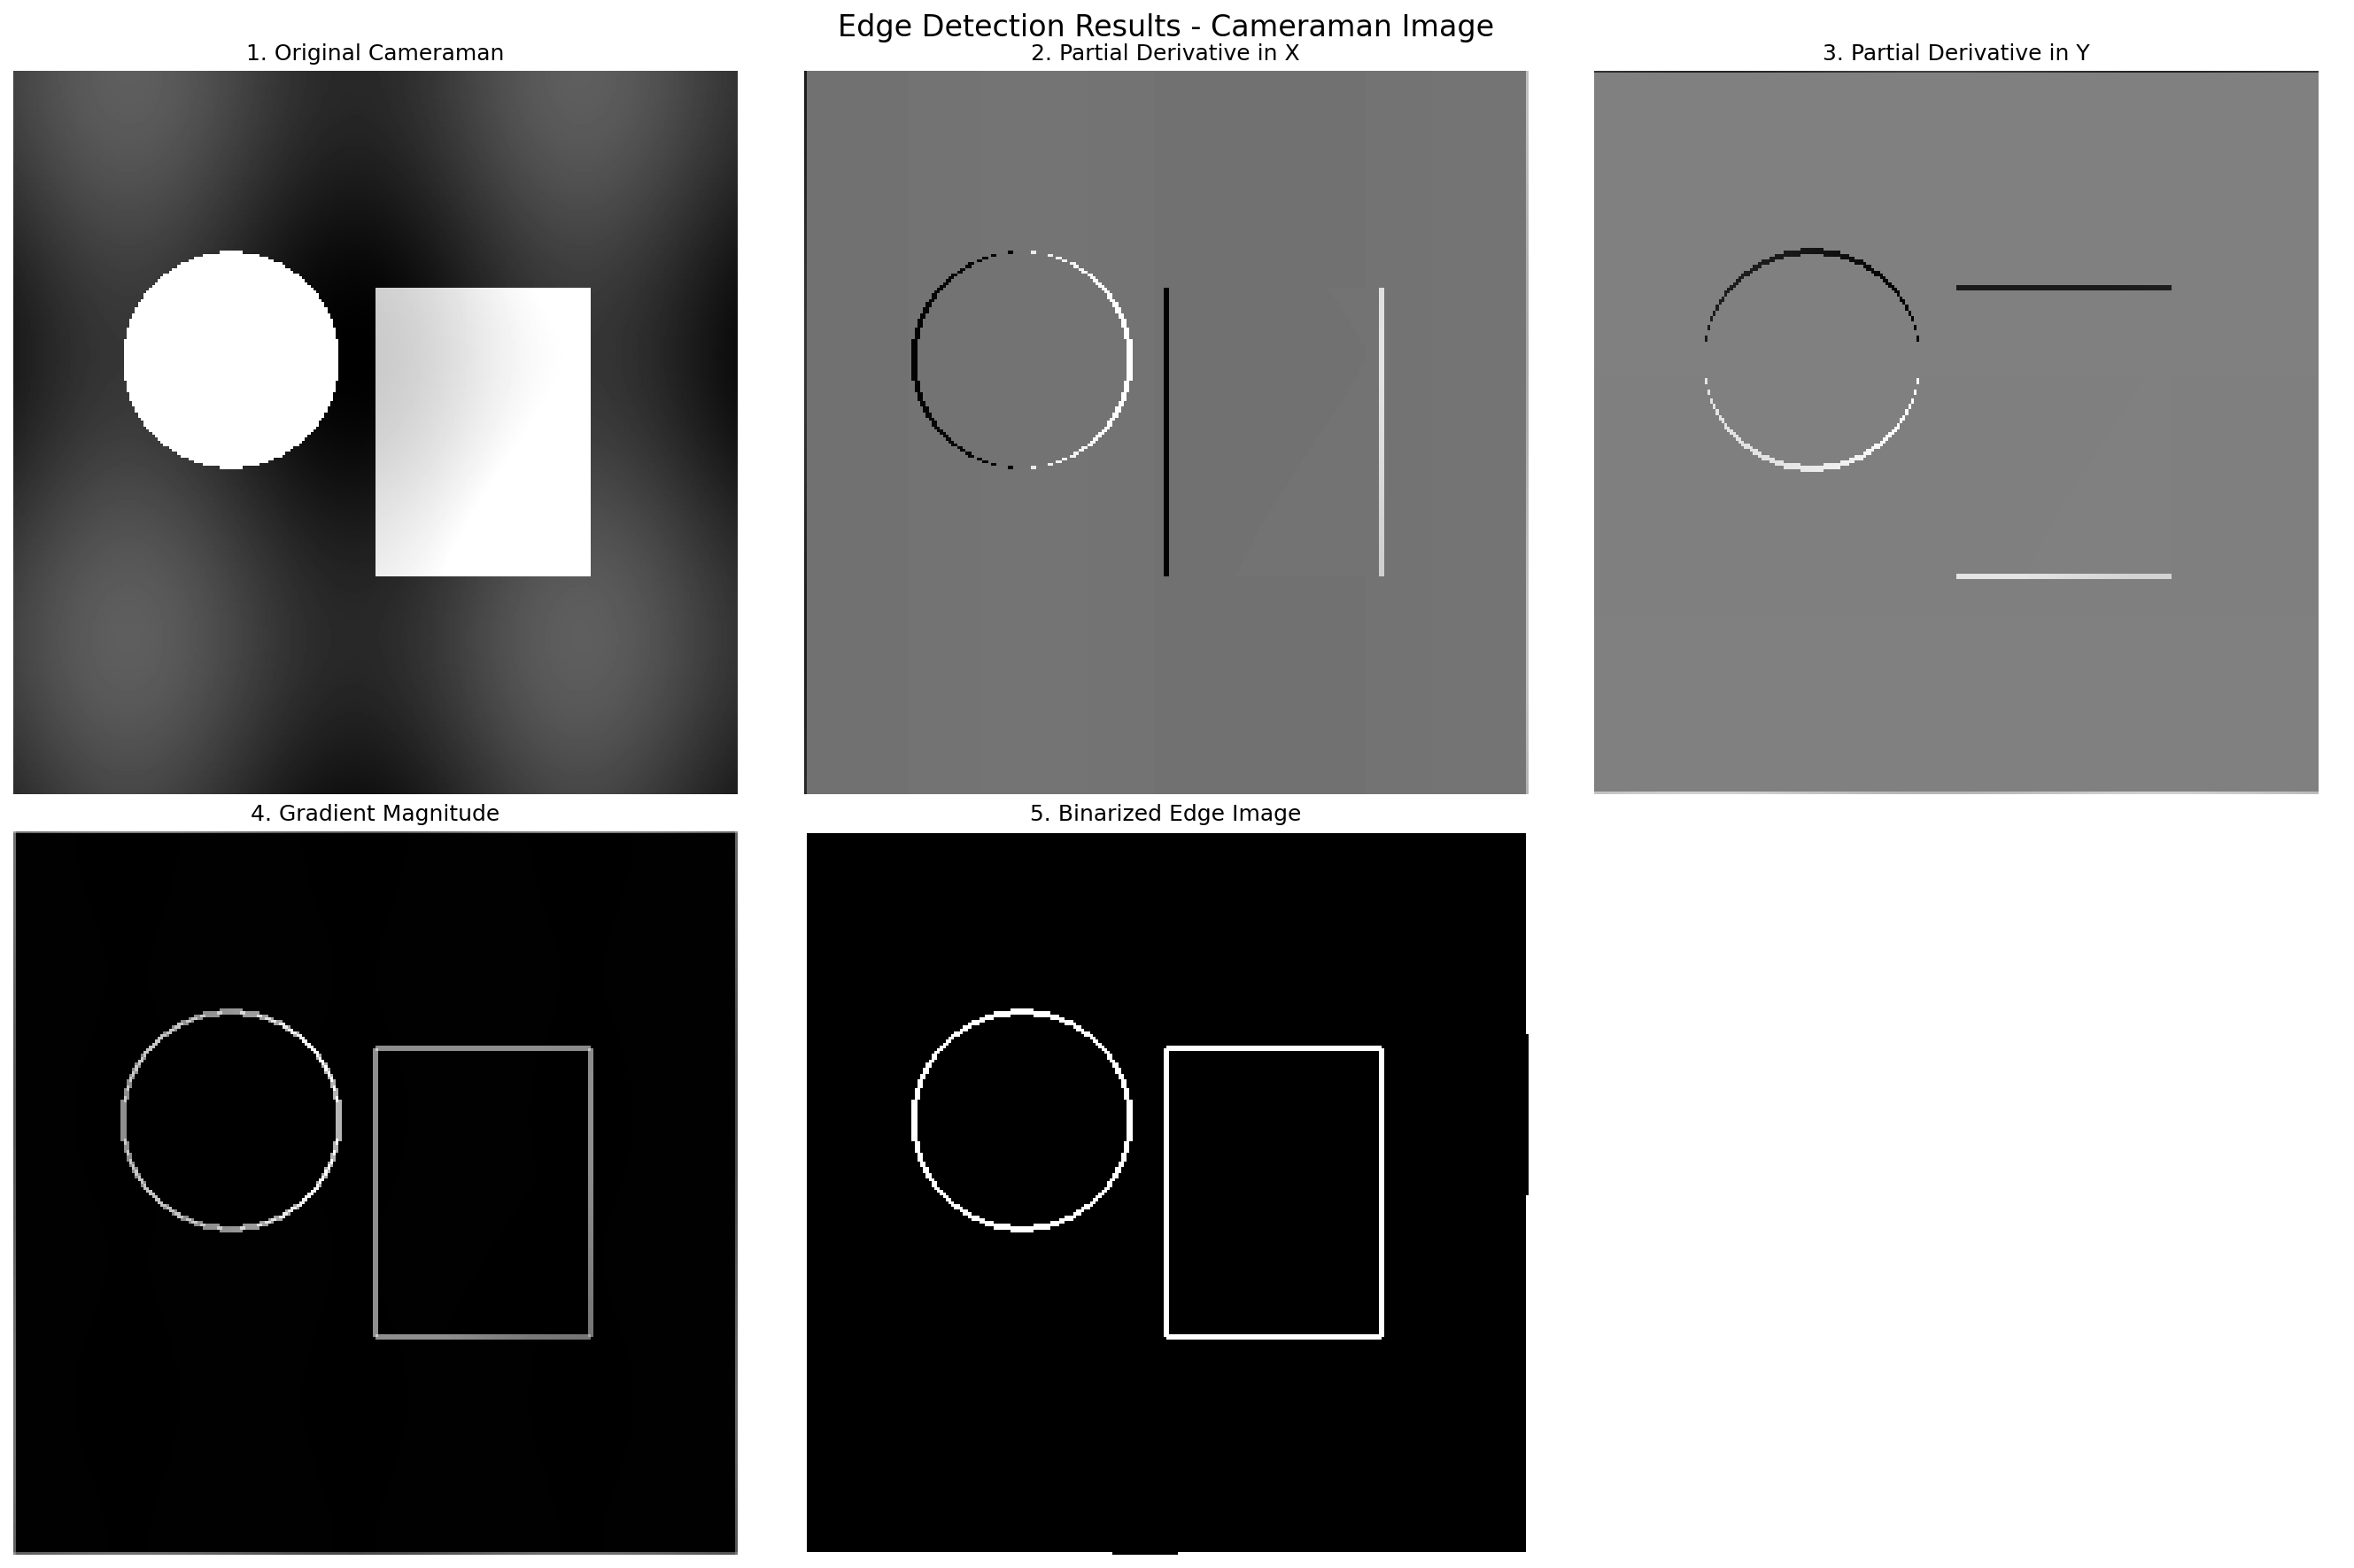 Edge Detection Results - Cameraman Image
1. Original Cameraman
2. Partial Derivative in X
3. Partial Derivative in Y
4. Gradient Magnitude
5. Binarized Edge Image